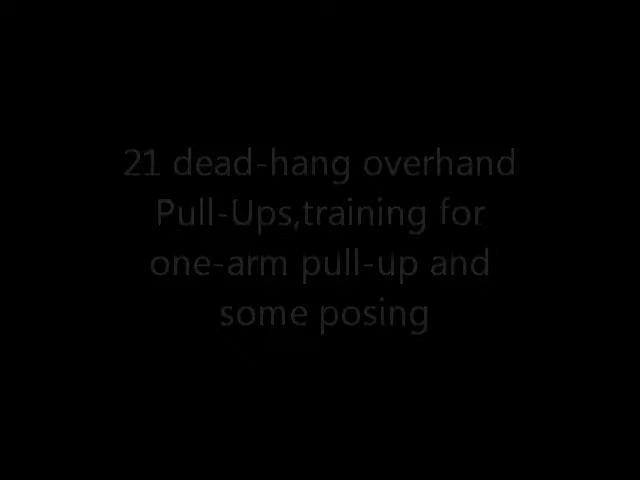 21 dead-hang overhand
Pull-Ups,training for
one-arm pull-up and
some posing